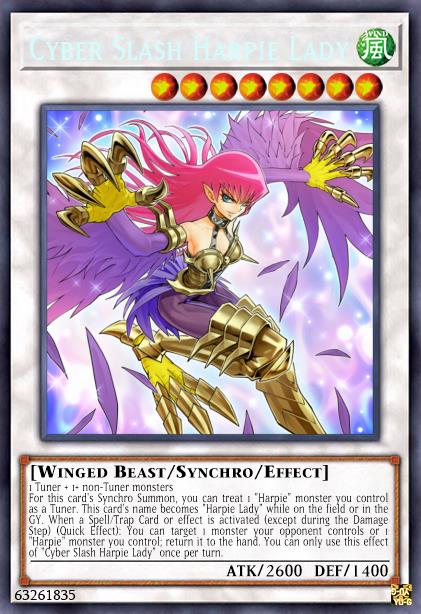 Cyber Slash Harpie Lady
WIND
風
[Winged Beast/Synchro/Effect]
1 Tuner + 1+ non-Tuner monsters
For this card's Synchro Summon, you can treat 1 "Harpie" monster you control
as a Tuner. This card's name becomes "Harpie Lady" while on the field or in the
GY. When a Spell/Trap Card or effect is activated (except during the Damage
Step) (Quick Effect): You can target 1 monster your opponent controls or 1
"Harpie" monster you control; return it to the hand. You can only use this effect
of "Cyber Slash Harpie Lady" once per turn.
ATK/2600 DEF/1400
63261835